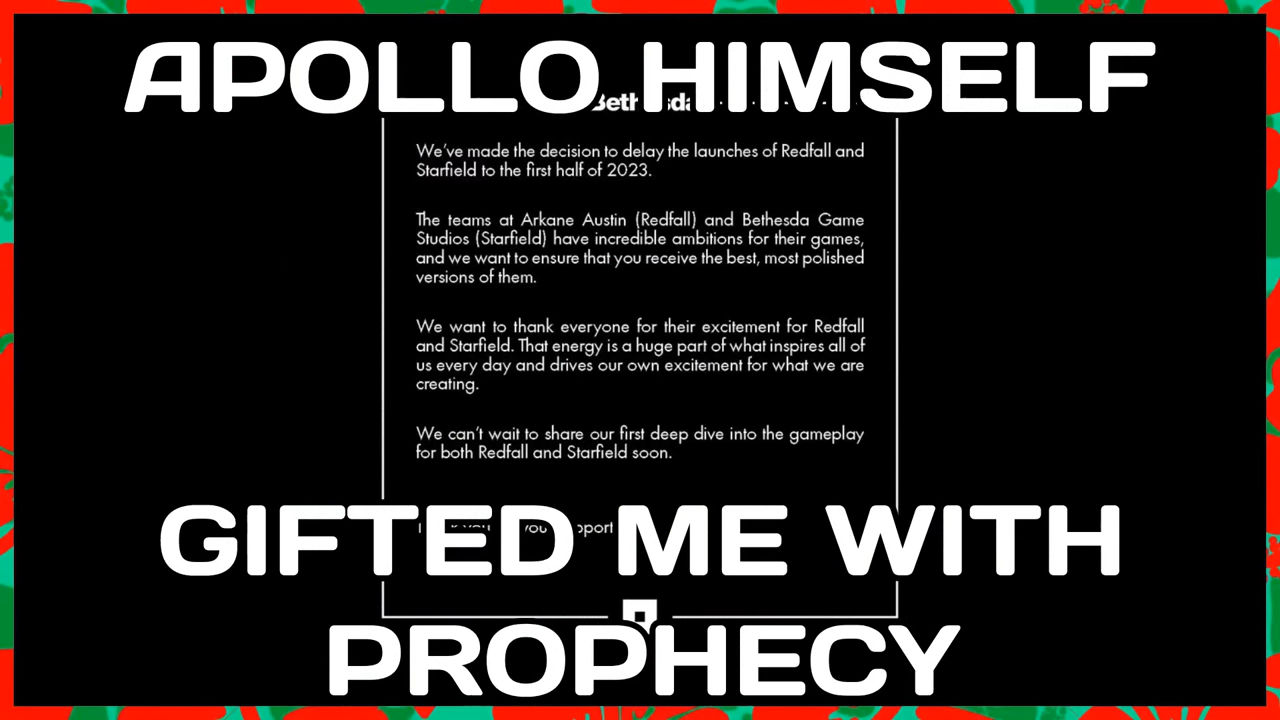 APOLLO HIMSELF
We've made the decision to delay the launches of Redfall and
Starfield to the first half of 2023.
The teams at Arkane Austin (Redfall) and Bethesda Game
Studios (Starfield) have incredible ambitions for their games,
and we want to ensure that you receive the best, most polished
versions of them.
We want to thank everyone for their excitement for Redfall
and Starfield. That energy is a huge part of what inspires all of
us every day and drives our own excitement for what we are
creating.
We can't wait to share our first deep dive into the gameplay
for both Redfall and Starfield soon.
GIFTED ME WITH
PROPHECY